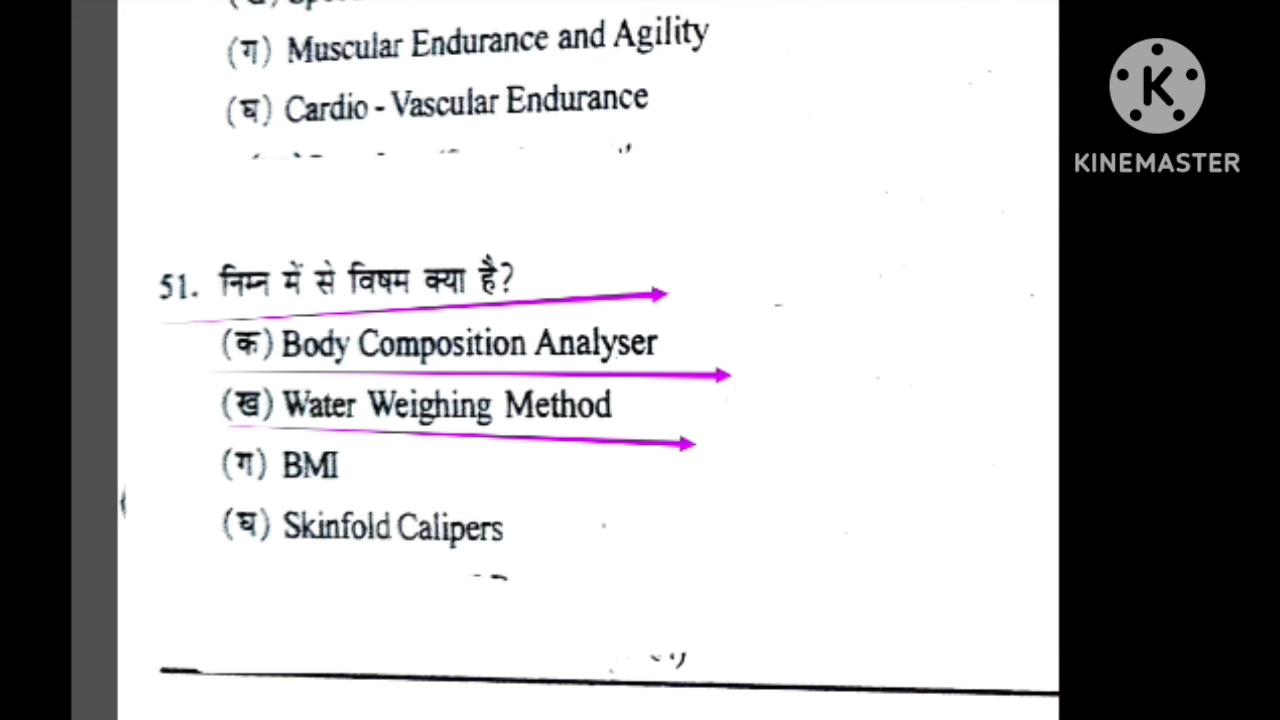 (ग) Muscular Endurance and Agility
(घ) Cardio - Vascular Endurance
51. निम्न में से विषम क्या है?
(क) Body Composition Analyser
(ख) Water Weighing Method
(ग) BMI
(घ) Skinfold Calipers
K
KINEMASTER